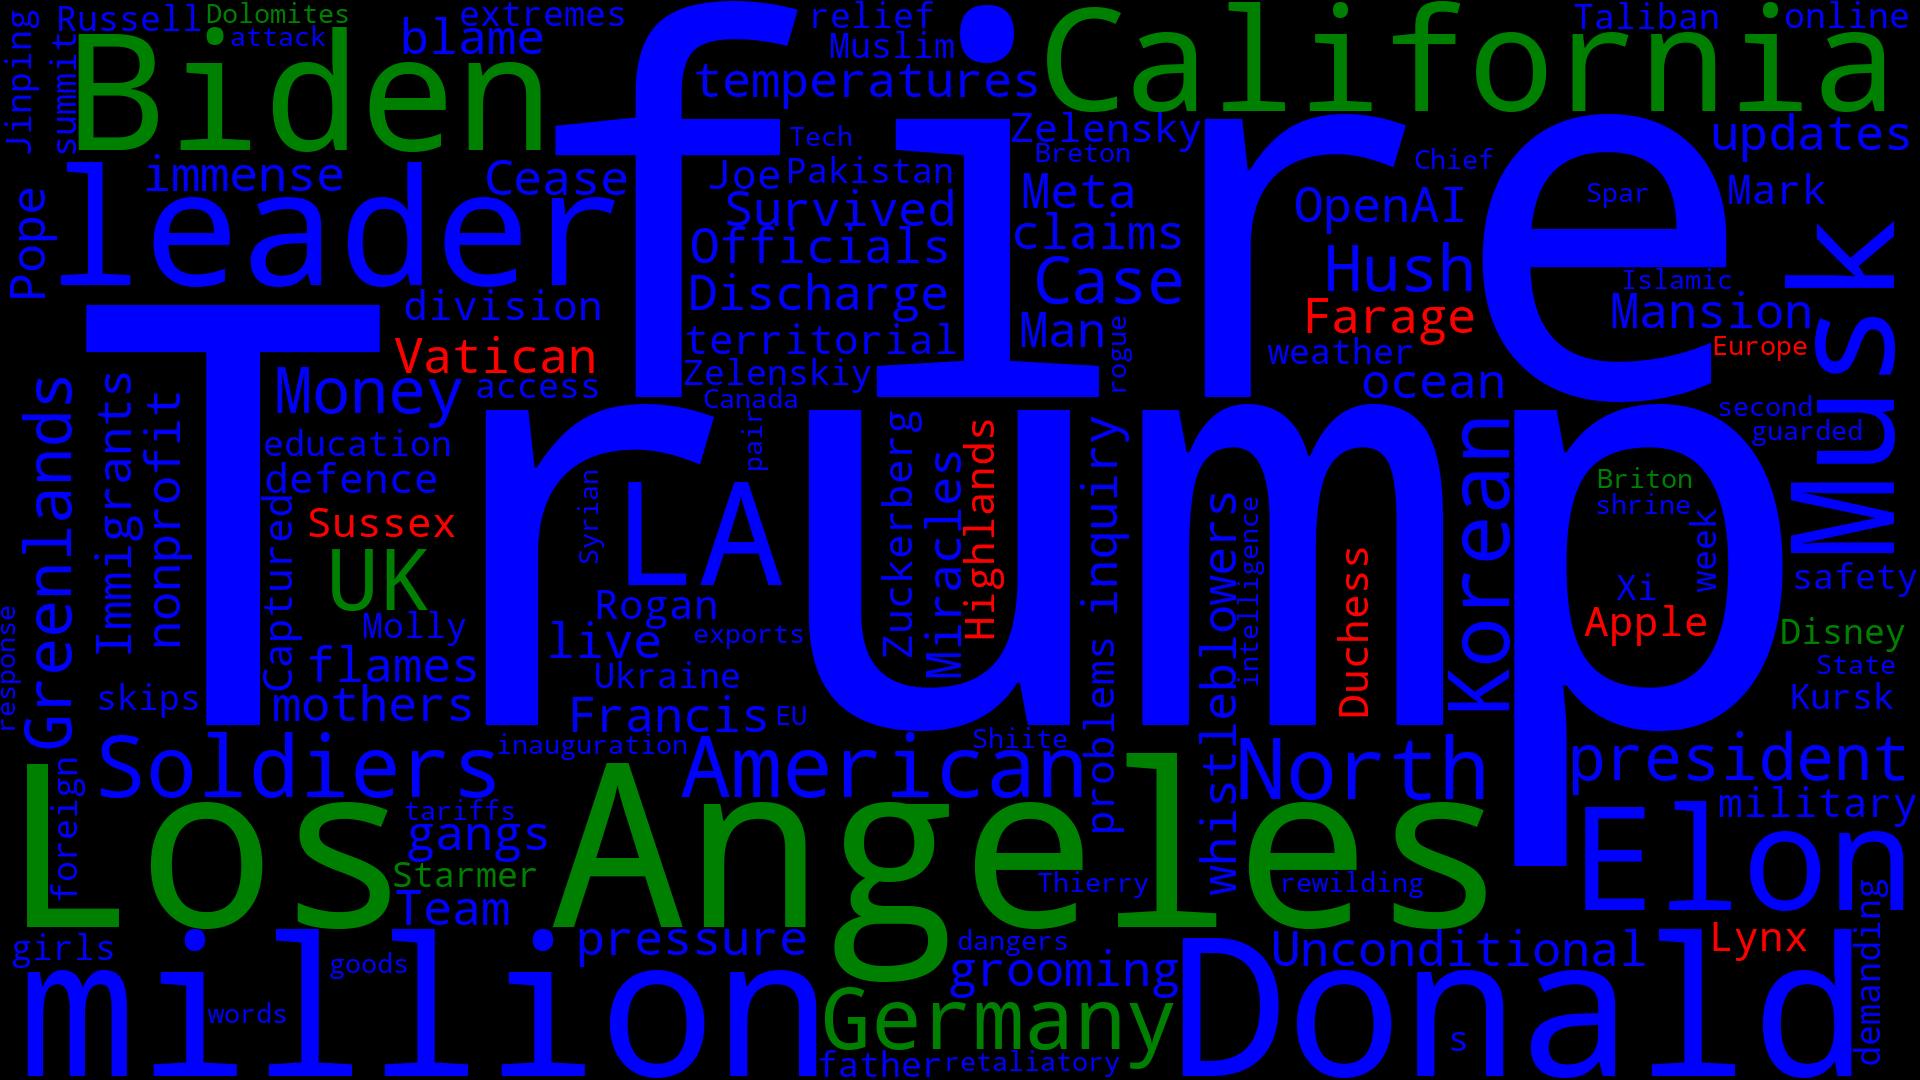 Russell
Dolomites
attack
blame
extremes
relief
Muslim
temperatures
California
Taliban
online
Jinping
summit
Biden
fire
Tech
Zelensky
Breton
Chief
updates
Pope
immense
leader
Cease
Joe
Pakistan
Survived
Officials
Discharge
territorial
Zelenskiy
Canada
Meta
claims
Case
Man
rogue
OpenAI
Hush
Farage
weather
ocean
Spar
Mark
Islamic
Mansion
Europe
Musk
division
Vatican
access
Money
Trump
second
guarded
Greenlands
Immigrants
nonprofit
education
defence
Captured
Sussex
UK
Molly
flames
mothers
skips
response
pair
Syrian
LA
Rogan
live
exports
Ukraine
Francis
EU
Zuckerberg
Miracles
Highlands
problems
inquiry
whistleblowers
intelligence
Duchess
Korean
Briton
shrine
week
Xi
Apple
safety
Disney
State
Kursk
Soldiers
inauguration
American
Shiite
North
president
military
foreign
Los Angeles
tariffs
gangs
Starmer
Team
Thierry
rewilding
Elon
girls
million
goods
words
pressure
dangers
grooming
Germany
father
retaliatory
Unconditional
Donald
s
Lynx
demanding